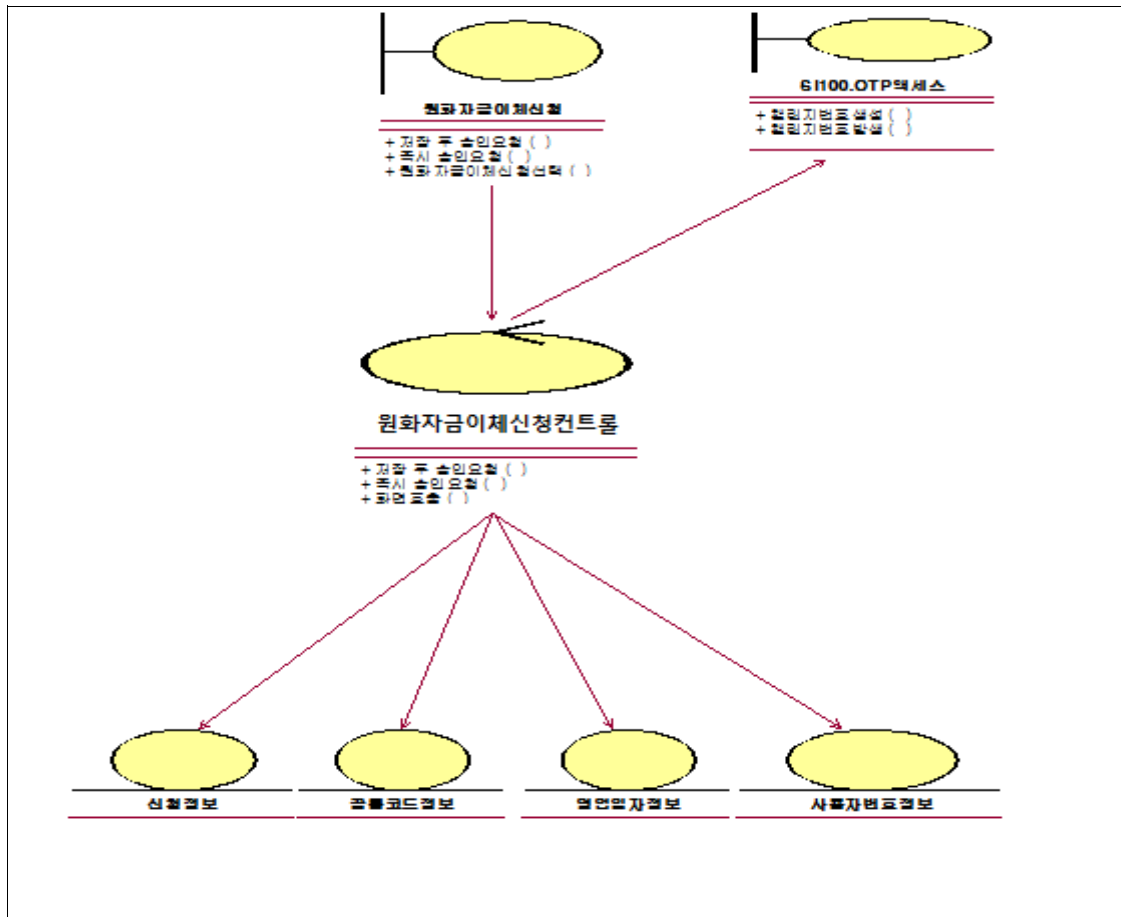 원화자금이체신청
+ 저장 후 승인요청 ( )
+ 즉시 승인요청 ( )
+ 원화자금이체신청선택 ( )
GI100.OTP액세스
+ 챌린지번호생성 ( )
+ 챌린지번호발생 ( )
원화자금이체신청컨트롤
+ 저장 후 승인요청 ( )
+ 즉시 승인요청 ( )
+ 화면호출 ( )
신청정보
공통코드정보
영업일자정보
사용자번호정보